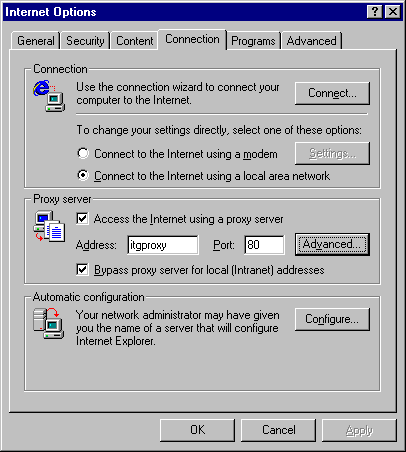 Internet Options
General Security Content Connection Programs Advanced
Connection
Use the connection wizard to connect your
computer to the Internet.
Connect...
To change your settings directly, select one of these options:
Connect to the Internet using a modem
Settings...
Connect to the Internet using a local area network
Proxy server
Access the Internet using a proxy server
Address: itgproxy Port: 80 Advanced...
Bypass proxy server for local (Intranet) addresses
Automatic configuration
Your network administrator may have given
you the name of a server that will configure
Internet Explorer.
Configure...
OK Cancel Apply